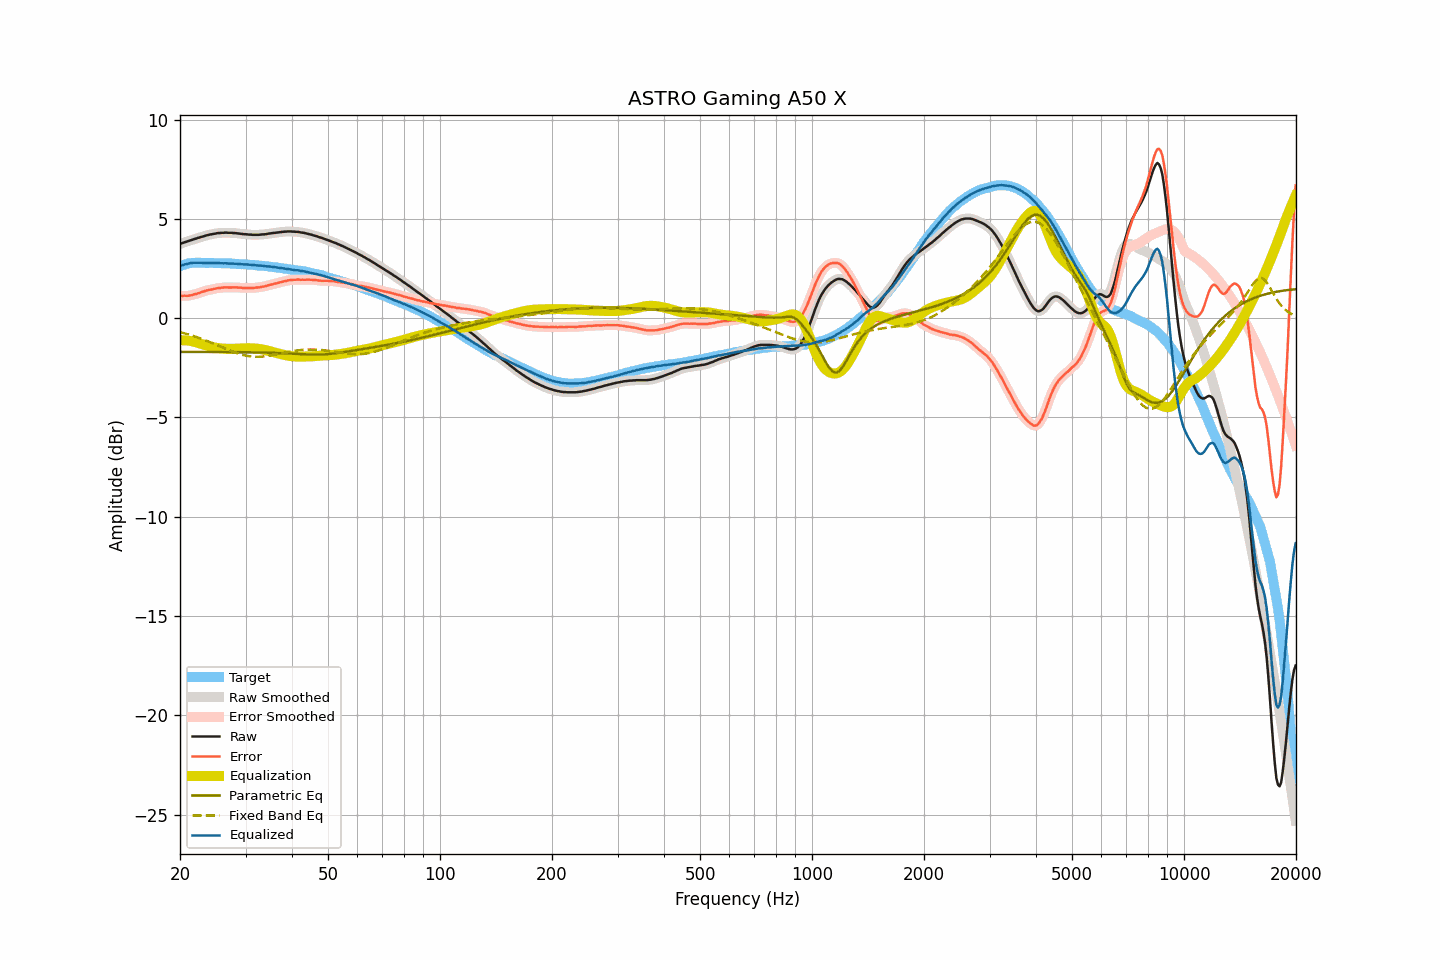 ASTRO Gaming A50 X
10
5
0
−5
−10
−15
−20
−25
Amplitude (dBr)
Target
Raw Smoothed
Error Smoothed
Raw
Error
Equalization
Parametric Eq
Fixed Band Eq
Equalized
20 50 100 200 500 1000 2000 5000 10000 20000
Frequency (Hz)